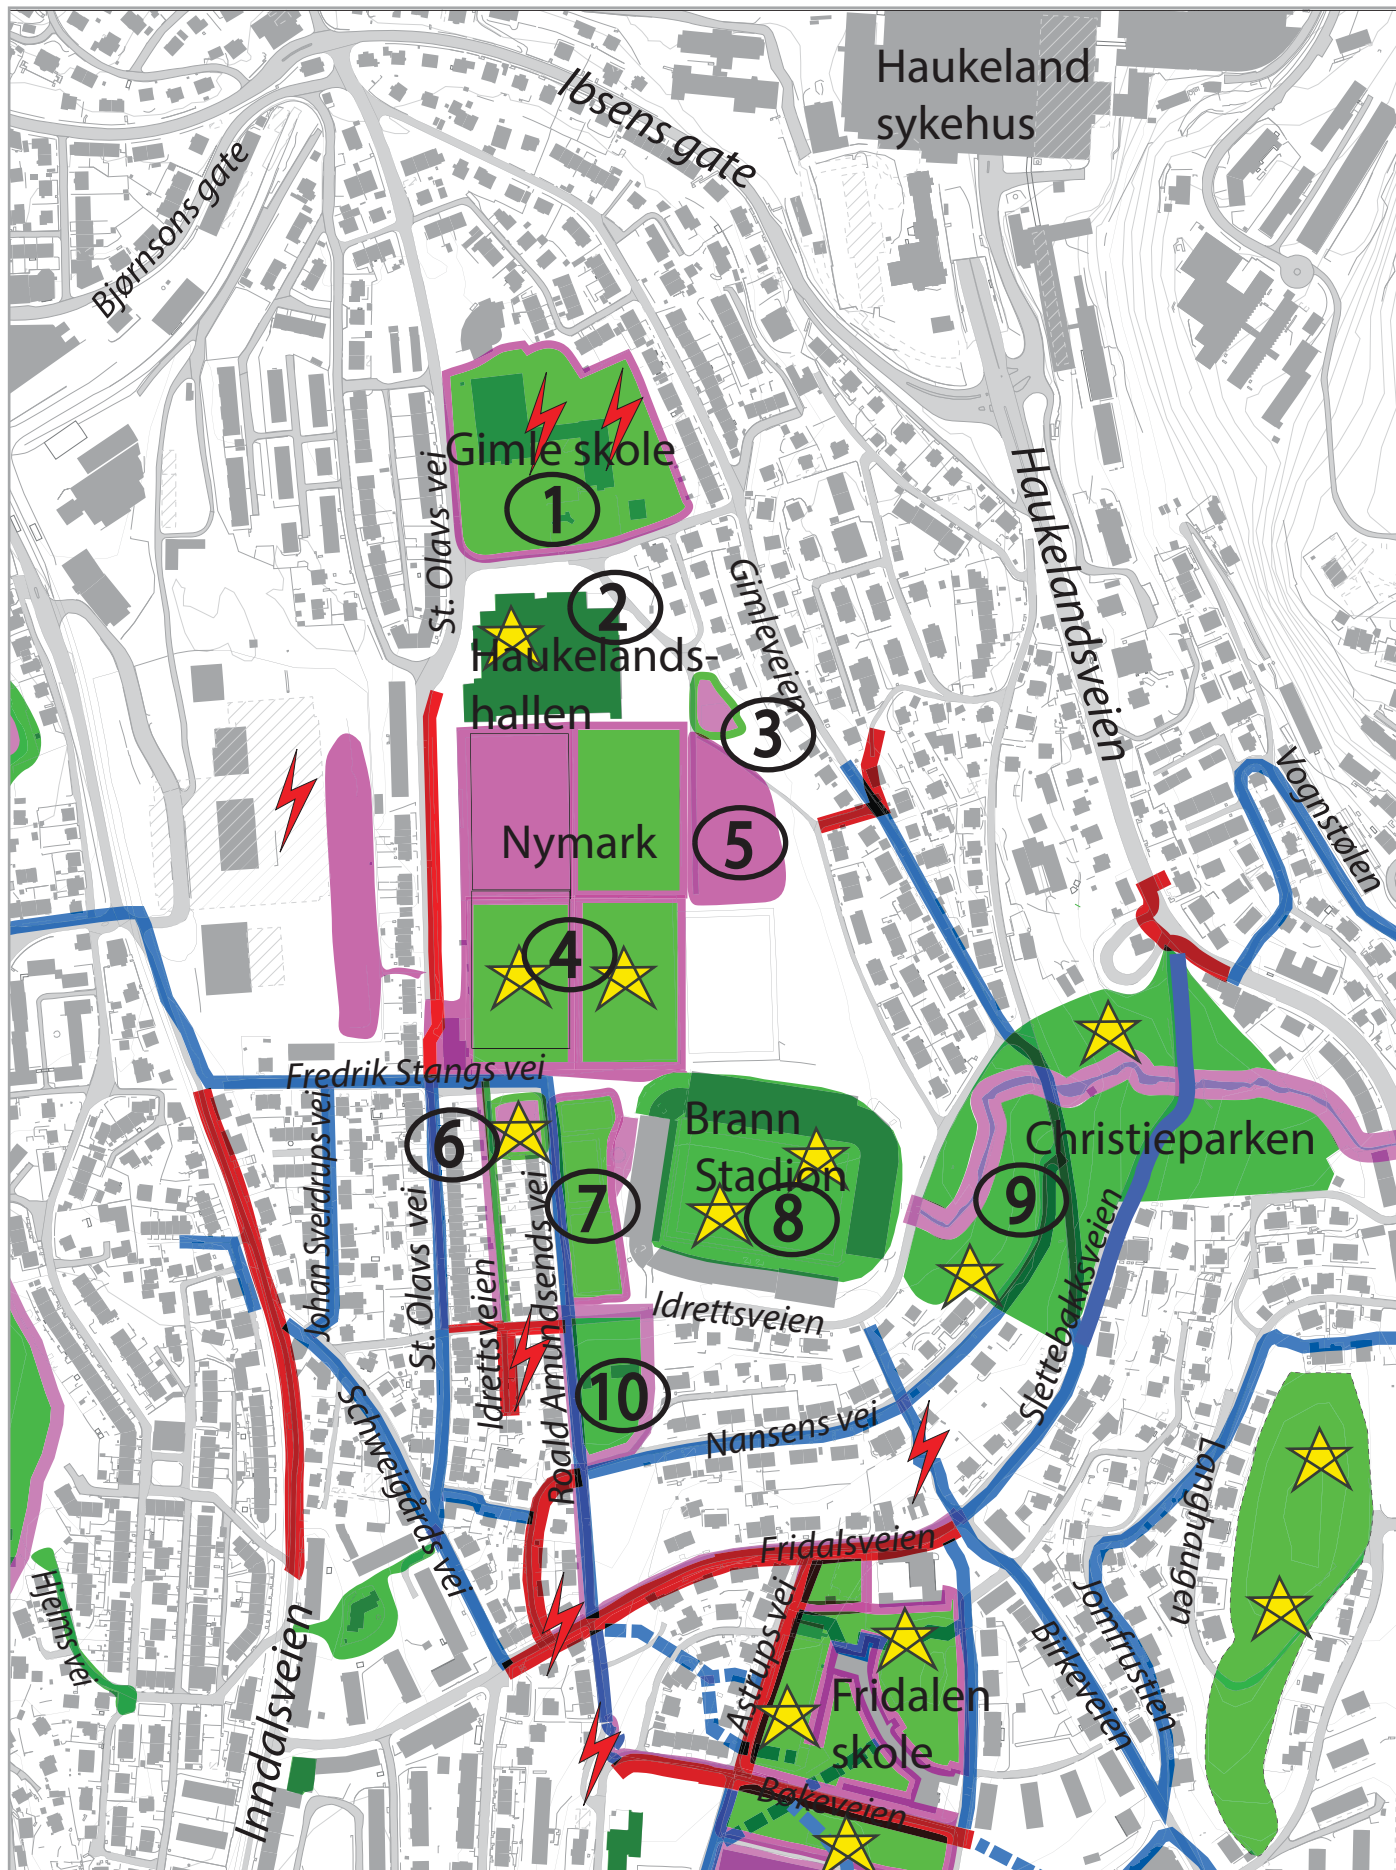 Haukeland
sykehus
Ibsens gate
Bjørnsons gate
Gimle skole
1
St. Olavs vei
Haukelandsveien
2
Gimleveien
Haukelands-
hallen
3
Vognstølen
Nymark
5
4
Fredrik Stangs vei
Johan Sverdrups vei
6
Brann
Stadion
8
7
Christieparken
9
St. Olavs vei
Idrettsveien
Roald Amundsends vei
Idrettsveien
Slettebakksveien
10
Nansens vei
Schweigårds vei
Langhaugen
Fridalsveien
Hjelms vei
Inndalsveien
Astrups vei
Birkeveien
Jomfrustien
Fridalen
skole
Bøkeveien